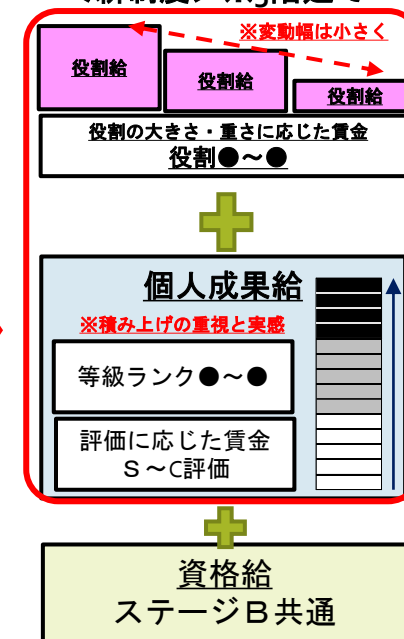 ※変動幅は小さく
役割給
役割給
役割給
役割の大きさ・重さに応じた賃金
役割●～●
個人成果給
※積み上げの重視と実感
等級ランク●～●
評価に応じた賃金
S～C評価
資格給
ステージB共通